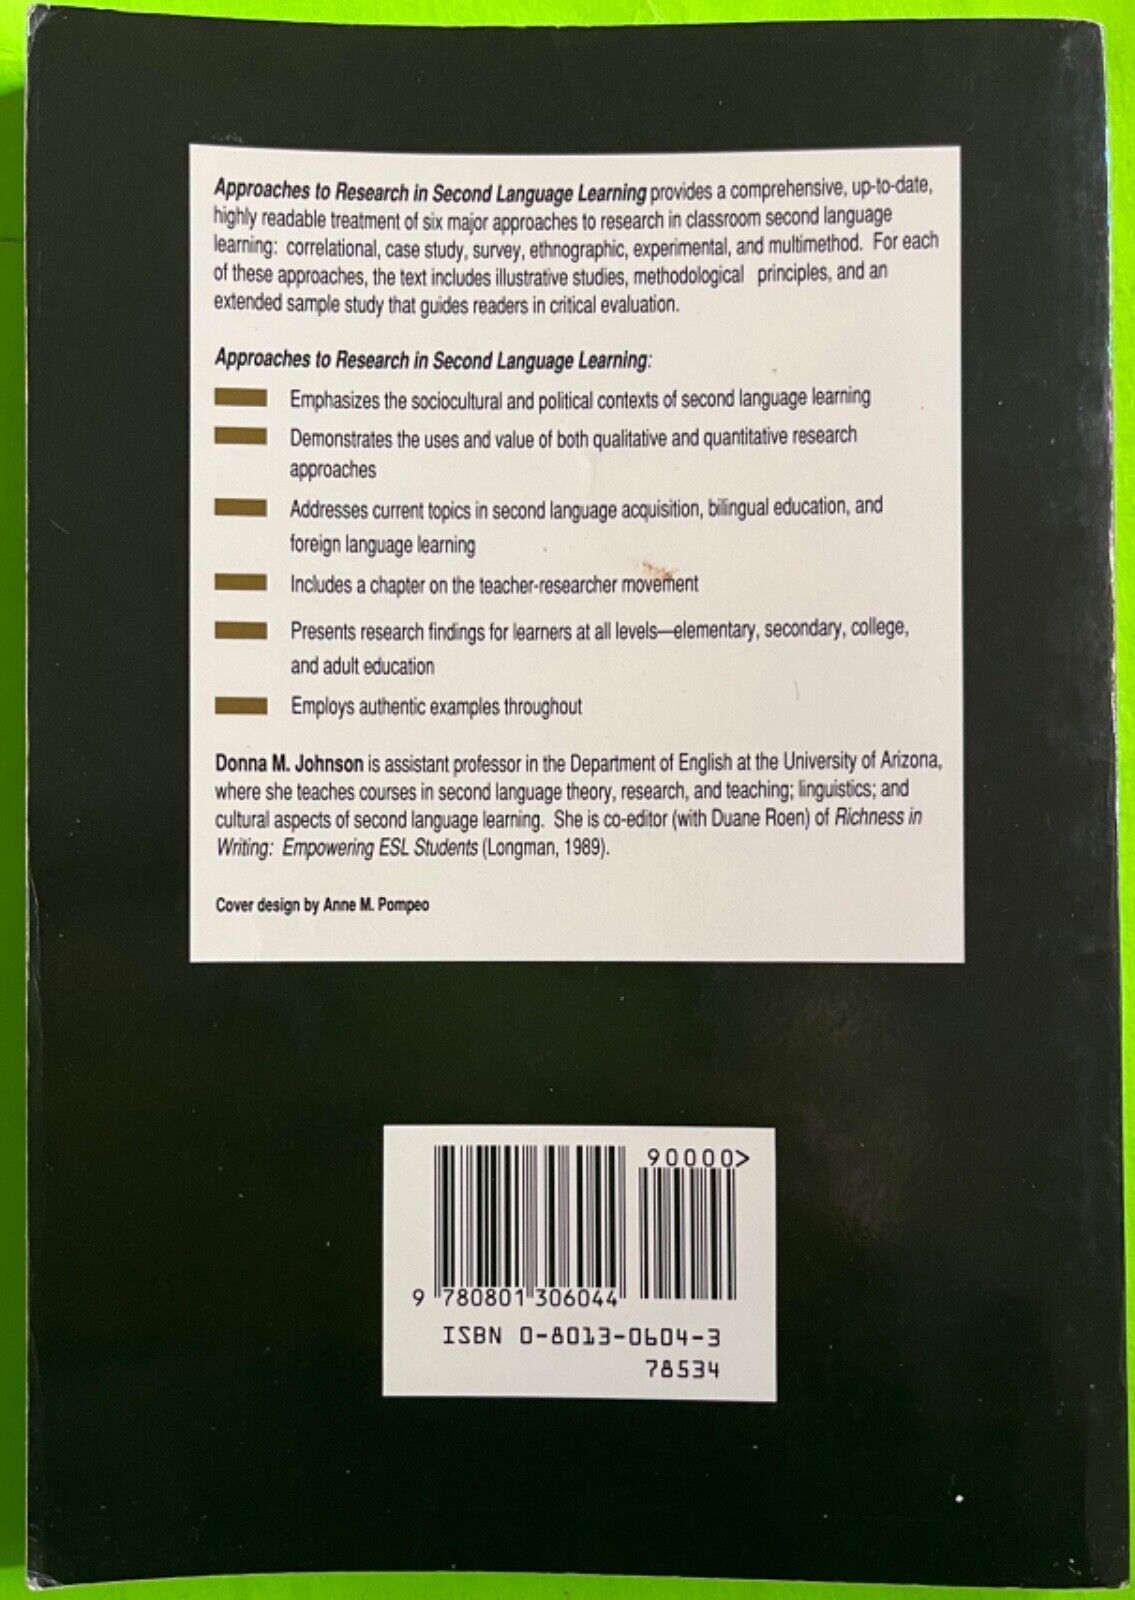 Approaches to Research in Second Language Learning provides a comprehensive, up-to-date,
highly readable treatment of six major approaches to research in classroom second language
learning: correlational, case study, survey, ethnographic, experimental, and multimethod. For each
of these approaches, the text includes illustrative studies, methodological principles, and an
extended sample study that guides readers in critical evaluation.
Approaches to Research in Second Language Learning:
Emphasizes the sociocultural and political contexts of second language learning
Demonstrates the uses and value of both qualitative and quantitative research
approaches
Addresses current topics in second language acquisition, bilingual education, and
foreign language learning
Includes a chapter on the teacher-researcher movement
Presents research findings for learners at all levels—elementary, secondary, college,
and adult education
Employs authentic examples throughout
Donna M. Johnson is assistant professor in the Department of English at the University of Arizona,
where she teaches courses in second language theory, research, and teaching; linguistics; and
cultural aspects of second language learning. She is co-editor (with Duane Roen) of Richness in
Writing: Empowering ESL Students (Longman, 1989).
Cover design by Anne M. Pompeo
90000>
9 780801 306044
ISBN 0-8013-0604-3
78534